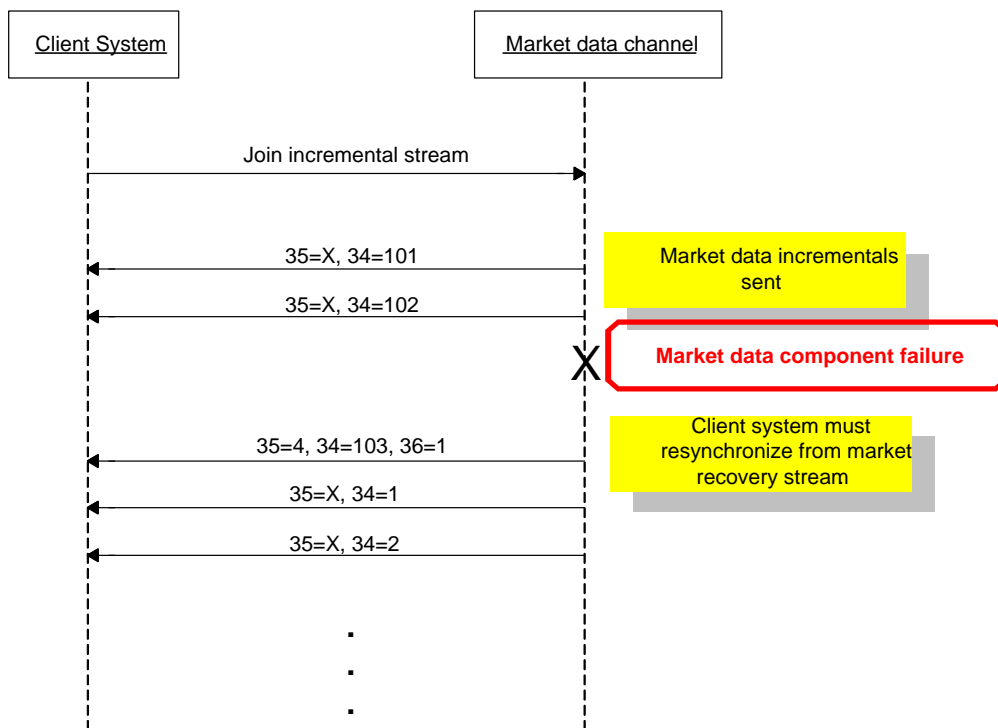 Client System
Market data channel
Join incremental stream
35=X, 34=101
Market data incrementals
sent
35=X, 34=102
X
Market data component failure
35=4, 34=103, 36=1
Client system must
resynchronize from market
recovery stream
35=X, 34=1
35=X, 34=2
.
.
.